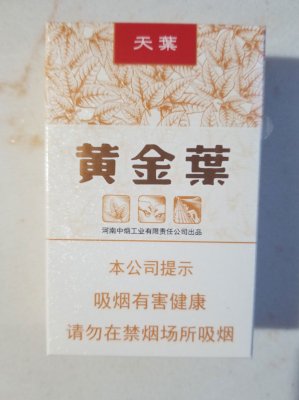 天葉
黄金葉
河南中烟工业有限责任公司出品
本公司提示
吸烟有害健康
请勿在禁烟场所吸烟